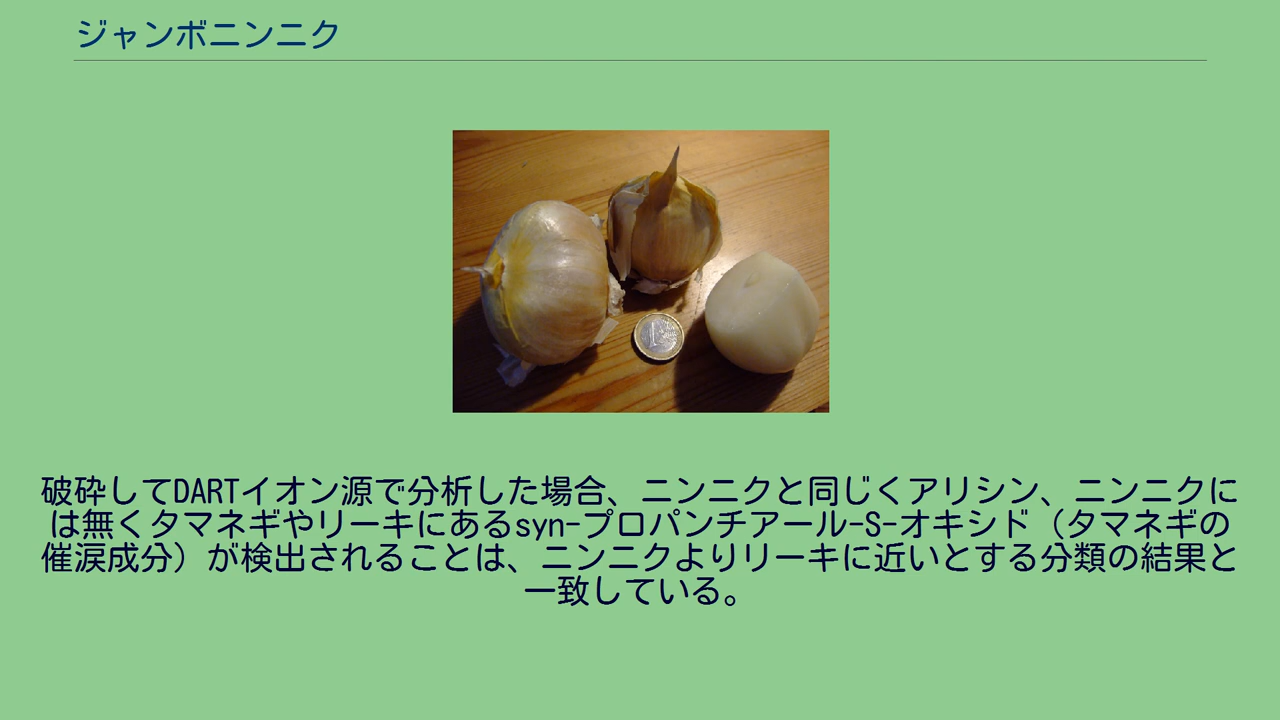 ジャンボニンニク
破砕してDARTイオン源で分析した場合、ニンニクと同じくアリシン、ニンニクに
は無くタマネギやリーキにあるsyn-プロパンチアール-S-オキシド（タマネギの
催涙成分）が検出されることは、ニンニクよりリーキに近いとする分類の結果と
一致している。